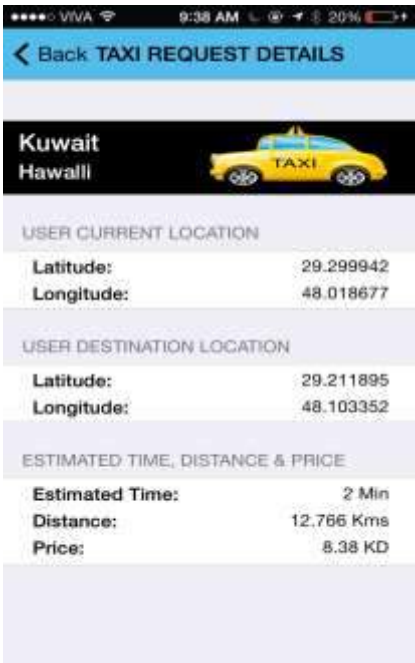 VIVA 9:38 AM 20%
Back TAXI REQUEST DETAILS
Kuwait
Hawalli
TAXI
USER CURRENT LOCATION
Latitude: 29.299942
Longitude: 48.018677
USER DESTINATION LOCATION
Latitude: 29.211895
Longitude: 48.103352
ESTIMATED TIME, DISTANCE & PRICE
Estimated Time: 2 Min
Distance: 12.766 Kms
Price: 8.38 KD